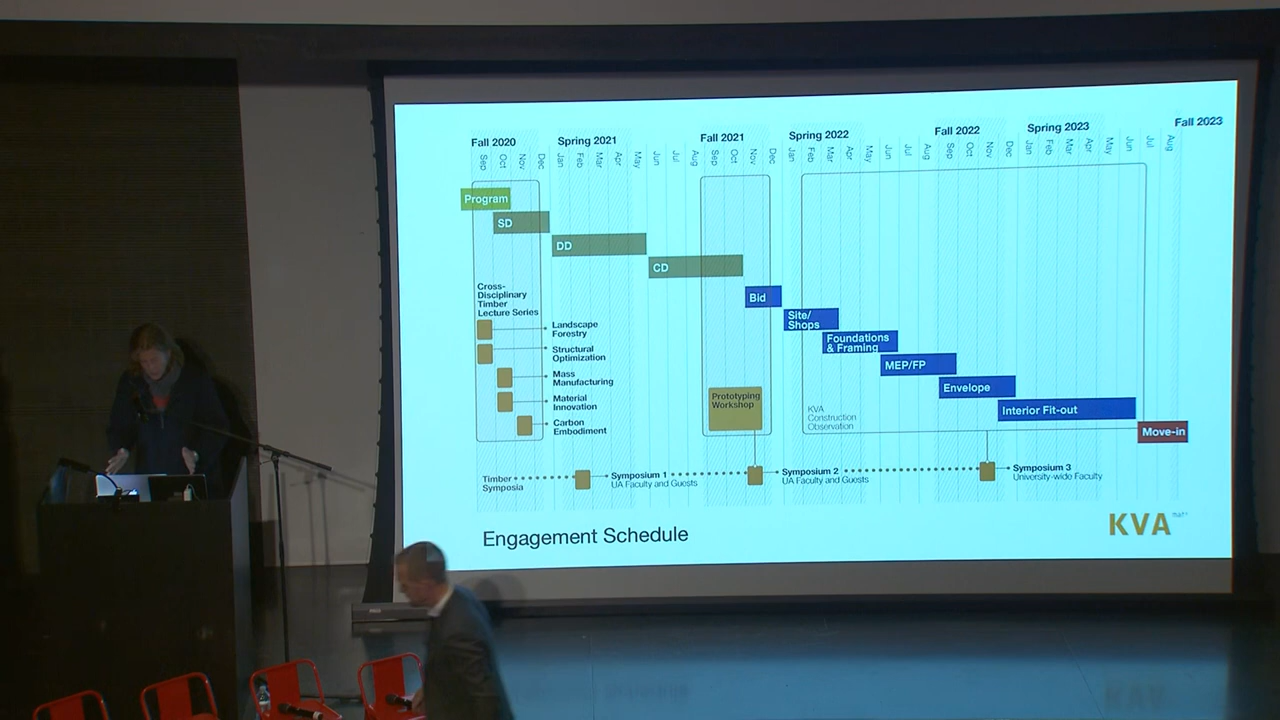 Fall 2020
Spring 2021
Fall 2021
Spring 2022
Fall 2022
Spring 2023
Fall 2023
Sep Oct Nov Dec Jan Feb Mar Apr May Jun Jul Aug Sep Oct Nov Dec Jan Feb Mar Apr May Jun Jul Aug Sep Oct Nov Dec Jan Feb Mar Apr May Jun Jul Aug
Program
SD
DD
CD
Bid
Site/
Shops
Foundations
& Framing
MEP/FP
Envelope
Interior Fit-out
Move-in
Cross-
Disciplinary
Timber
Lecture Series
Landscape
Forestry
Structural
Optimization
Mass
Manufacturing
Material
Innovation
Carbon
Embodiment
Prototyping
Workshop
KVA
Construction
Observation
Timber
Symposia
Symposium 1
UA Faculty and Guests
Symposium 2
UA Faculty and Guests
Symposium 3
University-wide Faculty
Engagement Schedule
KVA